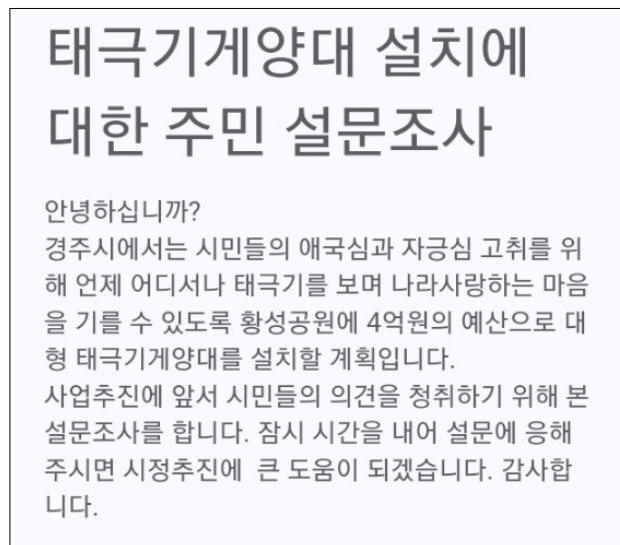 태극기게양대 설치에
대한 주민 설문조사
안녕하십니까?
경주시에서는 시민들의 애국심과 자긍심 고취를 위
해 언제 어디서나 태극기를 보며 나라사랑하는 마음
을 기를 수 있도록 황성공원에 4억원의 예산으로 대
형 태극기게양대를 설치할 계획입니다.
사업추진에 앞서 시민들의 의견을 청취하기 위해 본
설문조사를 합니다. 잠시 시간을 내어 설문에 응해
주시면 시정추진에  큰 도움이 되겠습니다. 감사합
니다.